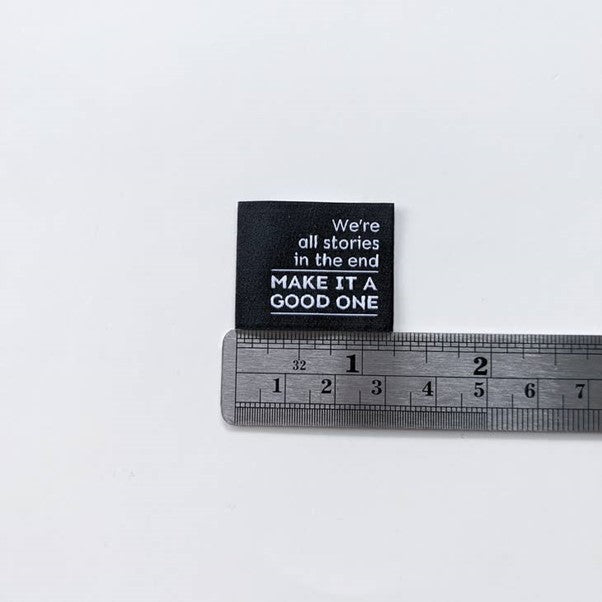 We're
all stories
in the end
MAKE IT A
GOOD ONE
32 1 2
1 2 3 4 5 6 7